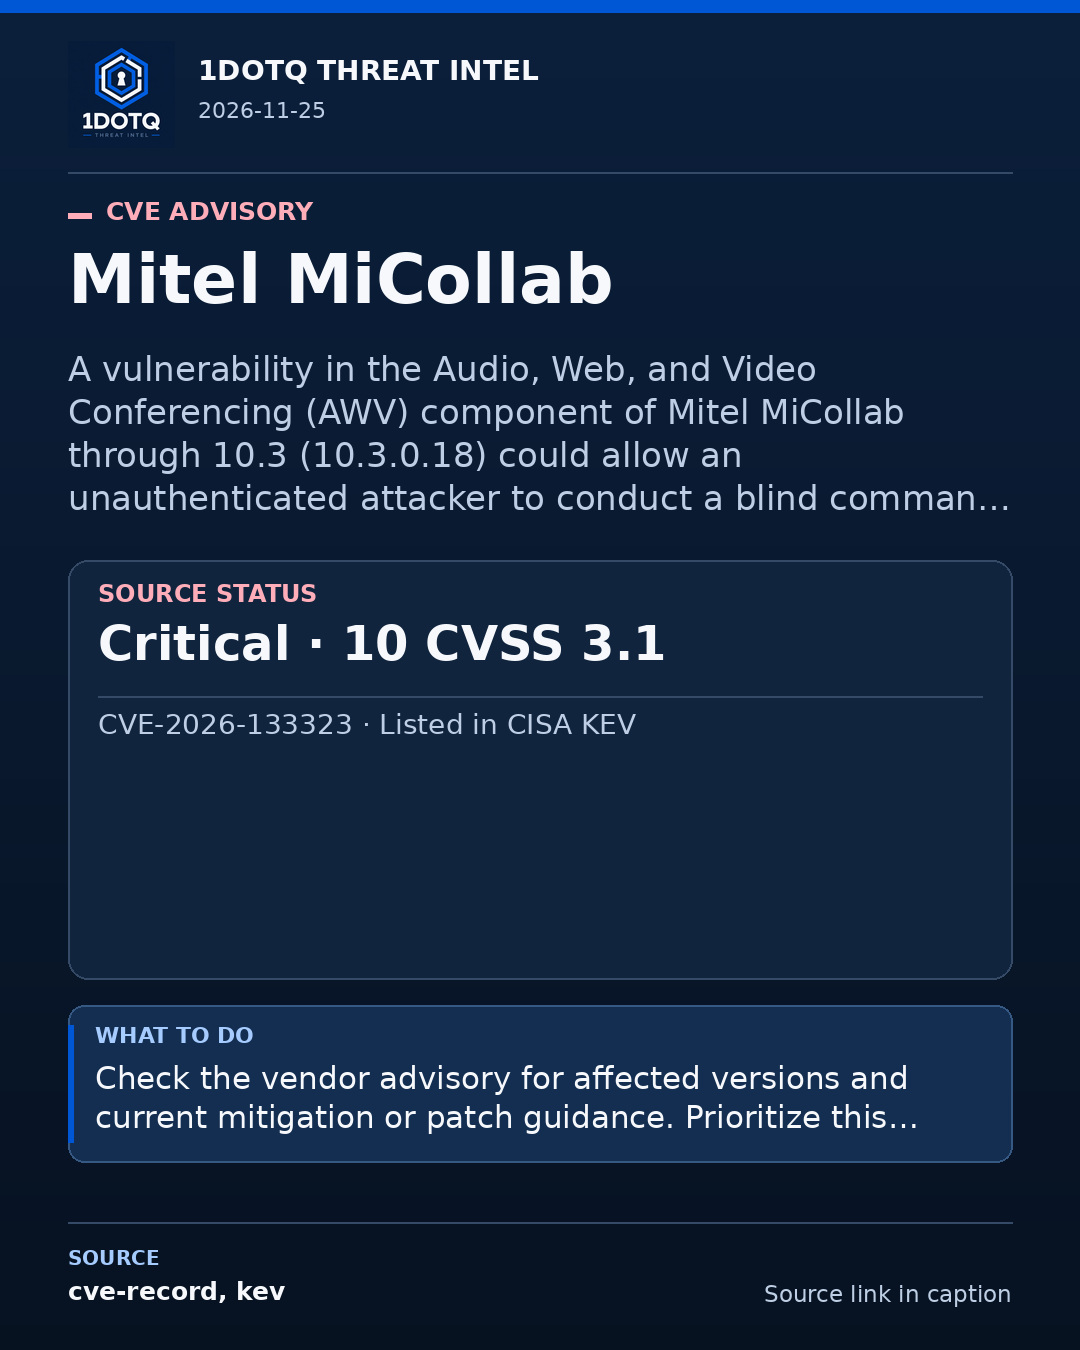 1DOTQ
THREAT INTEL
1DOTQ THREAT INTEL
2026-11-25
CVE ADVISORY
Mitel MiCollab
A vulnerability in the Audio, Web, and Video
Conferencing (AWV) component of Mitel MiCollab
through 10.3 (10.3.0.18) could allow an
unauthenticated attacker to conduct a blind comman…
SOURCE STATUS
Critical · 10 CVSS 3.1
CVE-2026-133323 · Listed in CISA KEV
WHAT TO DO
Check the vendor advisory for affected versions and
current mitigation or patch guidance. Prioritize this…
SOURCE
cve-record, kev
Source link in caption